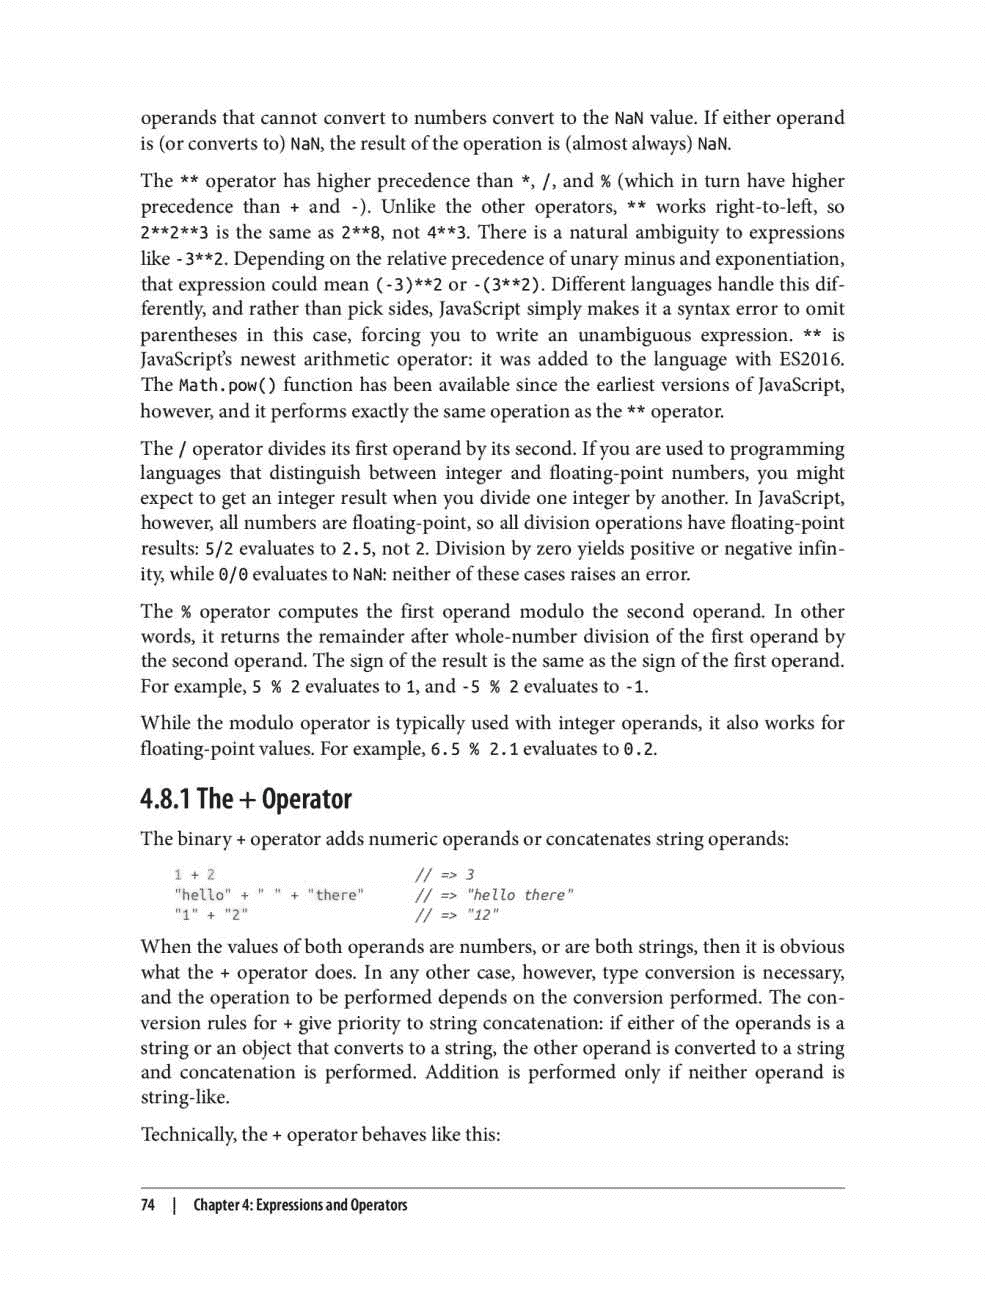 operands that cannot convert to numbers convert to the NaN value. If either operand
is (or converts to) NaN, the result of the operation is (almost always) NaN.
The ** operator has higher precedence than *, /, and % (which in turn have higher
precedence than + and -). Unlike the other operators, ** works right-to-left, so
2**2**3 is the same as 2**8, not 4**3. There is a natural ambiguity to expressions
like -3**2. Depending on the relative precedence of unary minus and exponentiation,
that expression could mean (-3)**2 or -(3**2). Different languages handle this dif-
ferently, and rather than pick sides, JavaScript simply makes it a syntax error to omit
parentheses in this case, forcing you to write an unambiguous expression. ** is
JavaScript’s newest arithmetic operator: it was added to the language with ES2016.
The Math.pow() function has been available since the earliest versions of JavaScript,
however, and it performs exactly the same operation as the ** operator.
The / operator divides its first operand by its second. If you are used to programming
languages that distinguish between integer and floating-point numbers, you might
expect to get an integer result when you divide one integer by another. In JavaScript,
however, all numbers are floating-point, so all division operations have floating-point
results: 5/2 evaluates to 2.5, not 2. Division by zero yields positive or negative infin-
ity, while 0/0 evaluates to NaN: neither of these cases raises an error.
The % operator computes the first operand modulo the second operand. In other
words, it returns the remainder after whole-number division of the first operand by
the second operand. The sign of the result is the same as the sign of the first operand.
For example, 5 % 2 evaluates to 1, and -5 % 2 evaluates to -1.
While the modulo operator is typically used with integer operands, it also works for
floating-point values. For example, 6.5 % 2.1 evaluates to 0.2.
4.8.1 The + Operator
The binary + operator adds numeric operands or concatenates string operands:
1 + 2 // => 3
"hello" + " " + "there" // => "hello there"
"1" + "2" // => "12"
When the values of both operands are numbers, or are both strings, then it is obvious
what the + operator does. In any other case, however, type conversion is necessary,
and the operation to be performed depends on the conversion performed. The con-
version rules for + give priority to string concatenation: if either of the operands is a
string or an object that converts to a string, the other operand is converted to a string
and concatenation is performed. Addition is performed only if neither operand is
string-like.
Technically, the + operator behaves like this:
74 | Chapter 4: Expressions and Operators